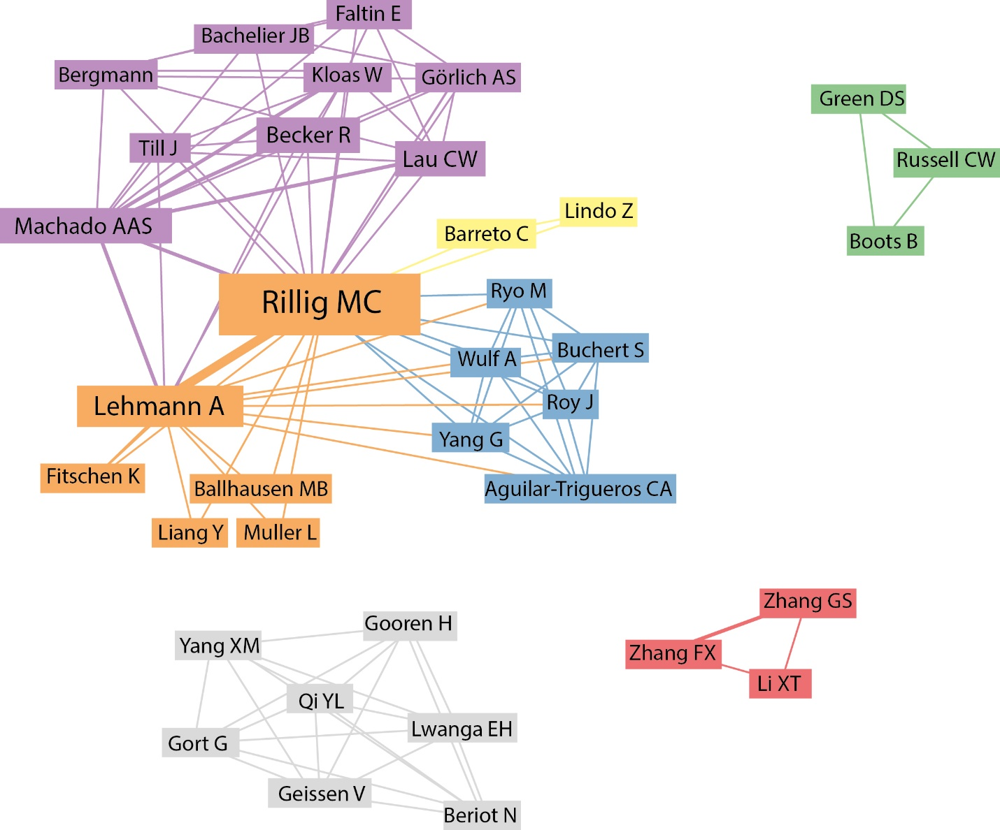 Faltin E
Bachelier JB
Bergmann
Kloas W
Görlich AS
Green DS
Till J
Becker R
Lau CW
Russell CW
Machado AAS
Lindo Z
Barreto C
Boots B
Rillig MC
Ryo M
Wulf A
Buchert S
Lehmann A
Roy J
Yang G
Fitschen K
Ballhausen MB
Aguilar-Trigueros CA
Liang Y
Muller L
Zhang GS
Gooren H
Yang XM
Zhang FX
Li XT
Qi YL
Lwanga EH
Gort G
Geissen V
Beriot N